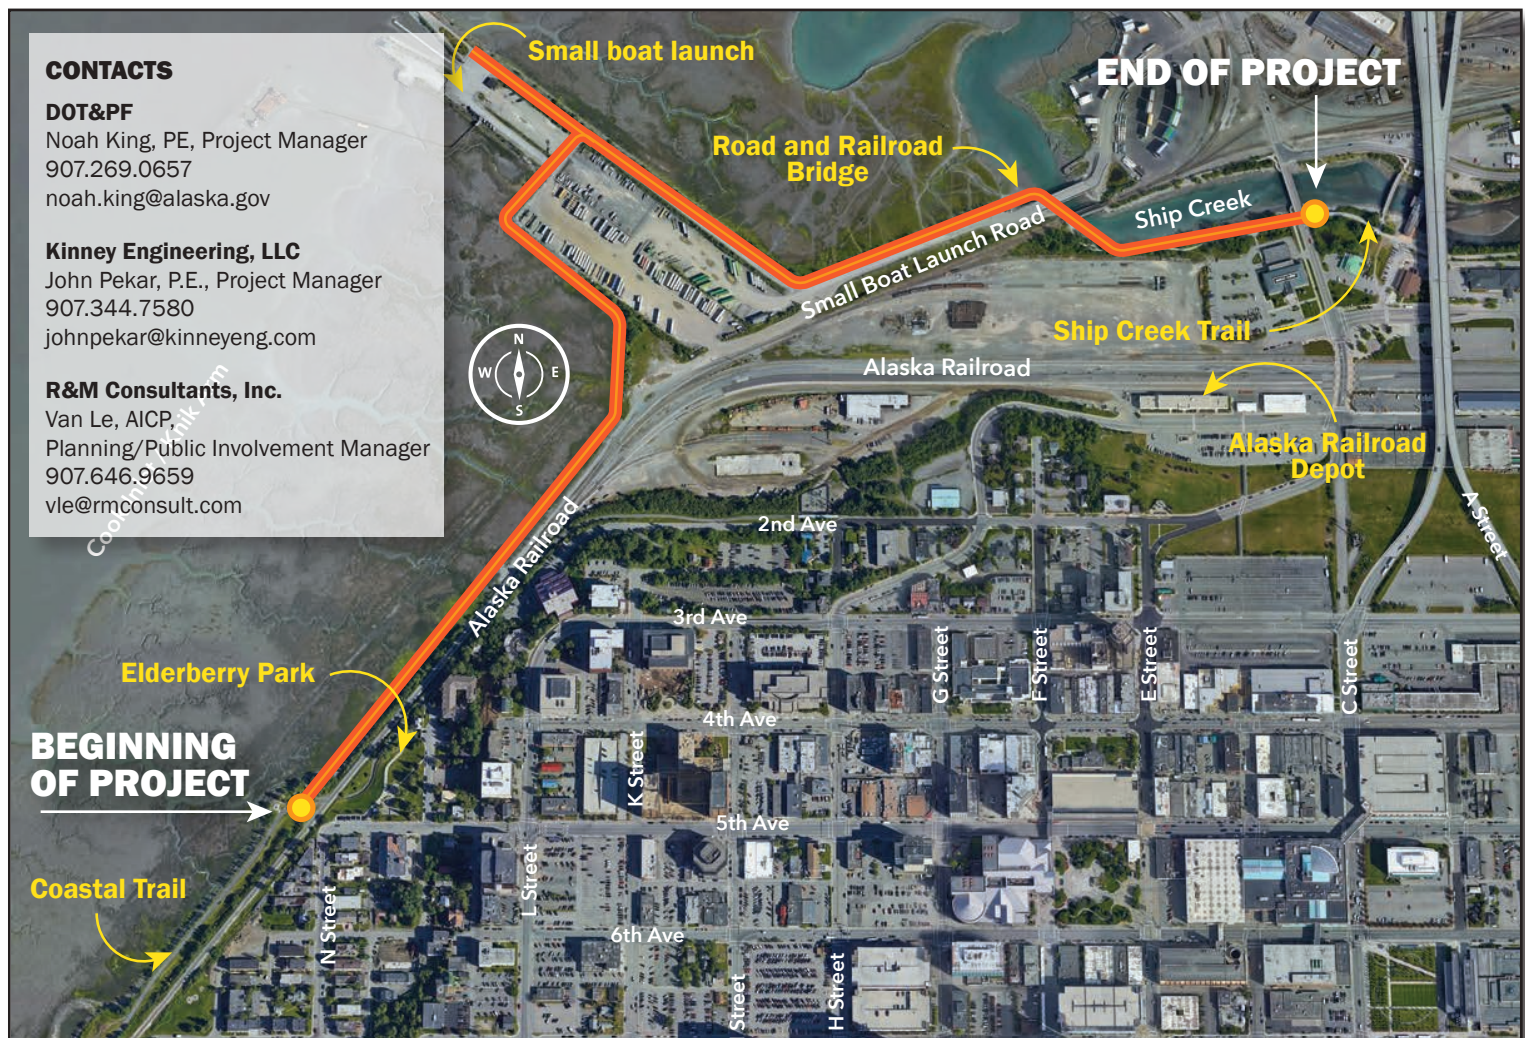 CONTACTS
DOT&PF
Noah King, PE, Project Manager
907.269.0657
noah.king@alaska.gov
Kinney Engineering, LLC
John Pekar, P.E., Project Manager
907.344.7580
johnpekar@kinneyeng.com
R&M Consultants, Inc.
Van Le, AICP,
Planning/Public Involvement Manager
907.646.9659
vle@rmconsult.com
Small boat launch
END OF PROJECT
Road and Railroad
Bridge
Ship Creek
Small Boat Launch Road
Ship Creek Trail
N
W
E
S
Alaska Railroad
Alaska Railroad
Depot
A Street
2nd Ave
Alaska Railroad
3rd Ave
G Street
F Street
E Street
C Street
Elderberry Park
4th Ave
BEGINNING
OF PROJECT
K Street
5th Ave
Coastal Trail
L Street
N Street
6th Ave
Street
H Street